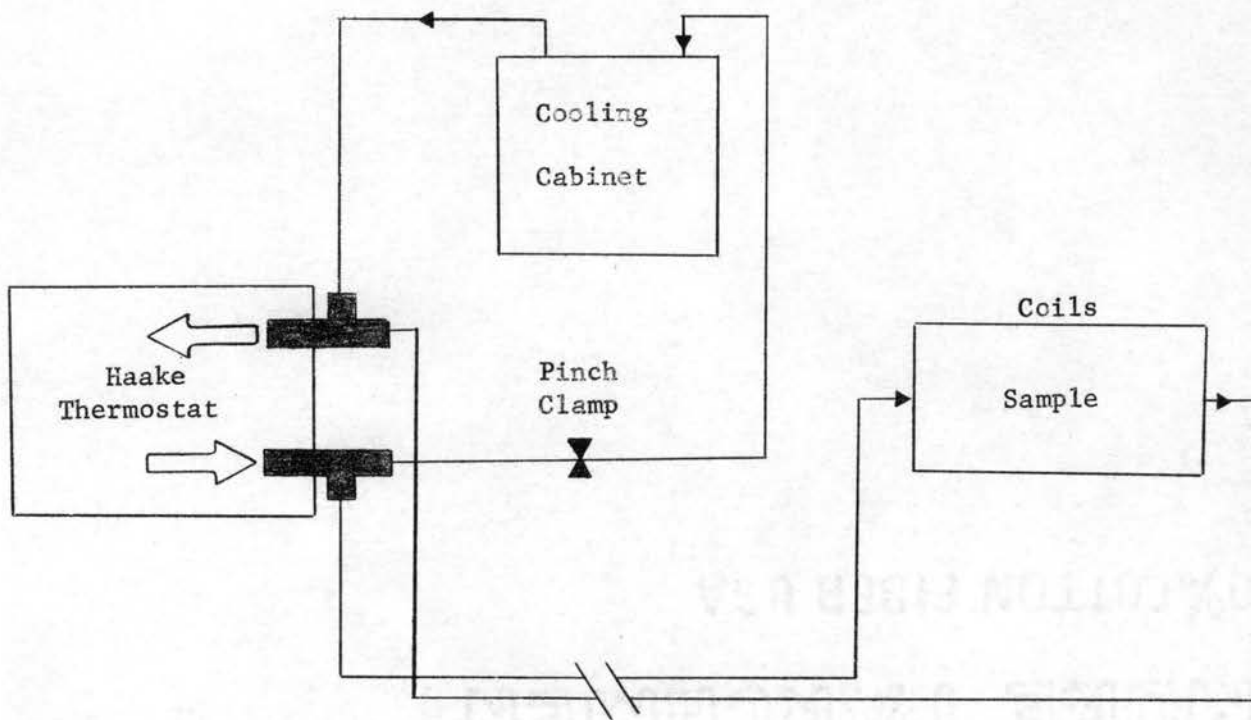 Cooling
Cabinet
Coils
Haake
Thermostat
Pinch
Clamp
Sample